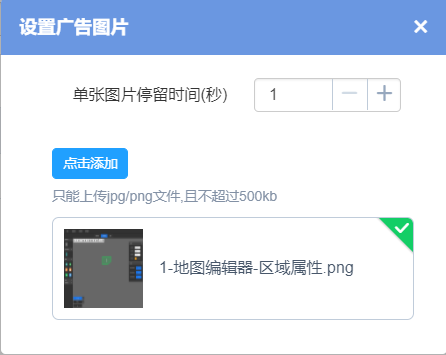 设置广告图片
单张图片停留时间(秒) 1
点击添加
只能上传jpg/png文件,且不超过500kb
1-地图编辑器-区域属性.png